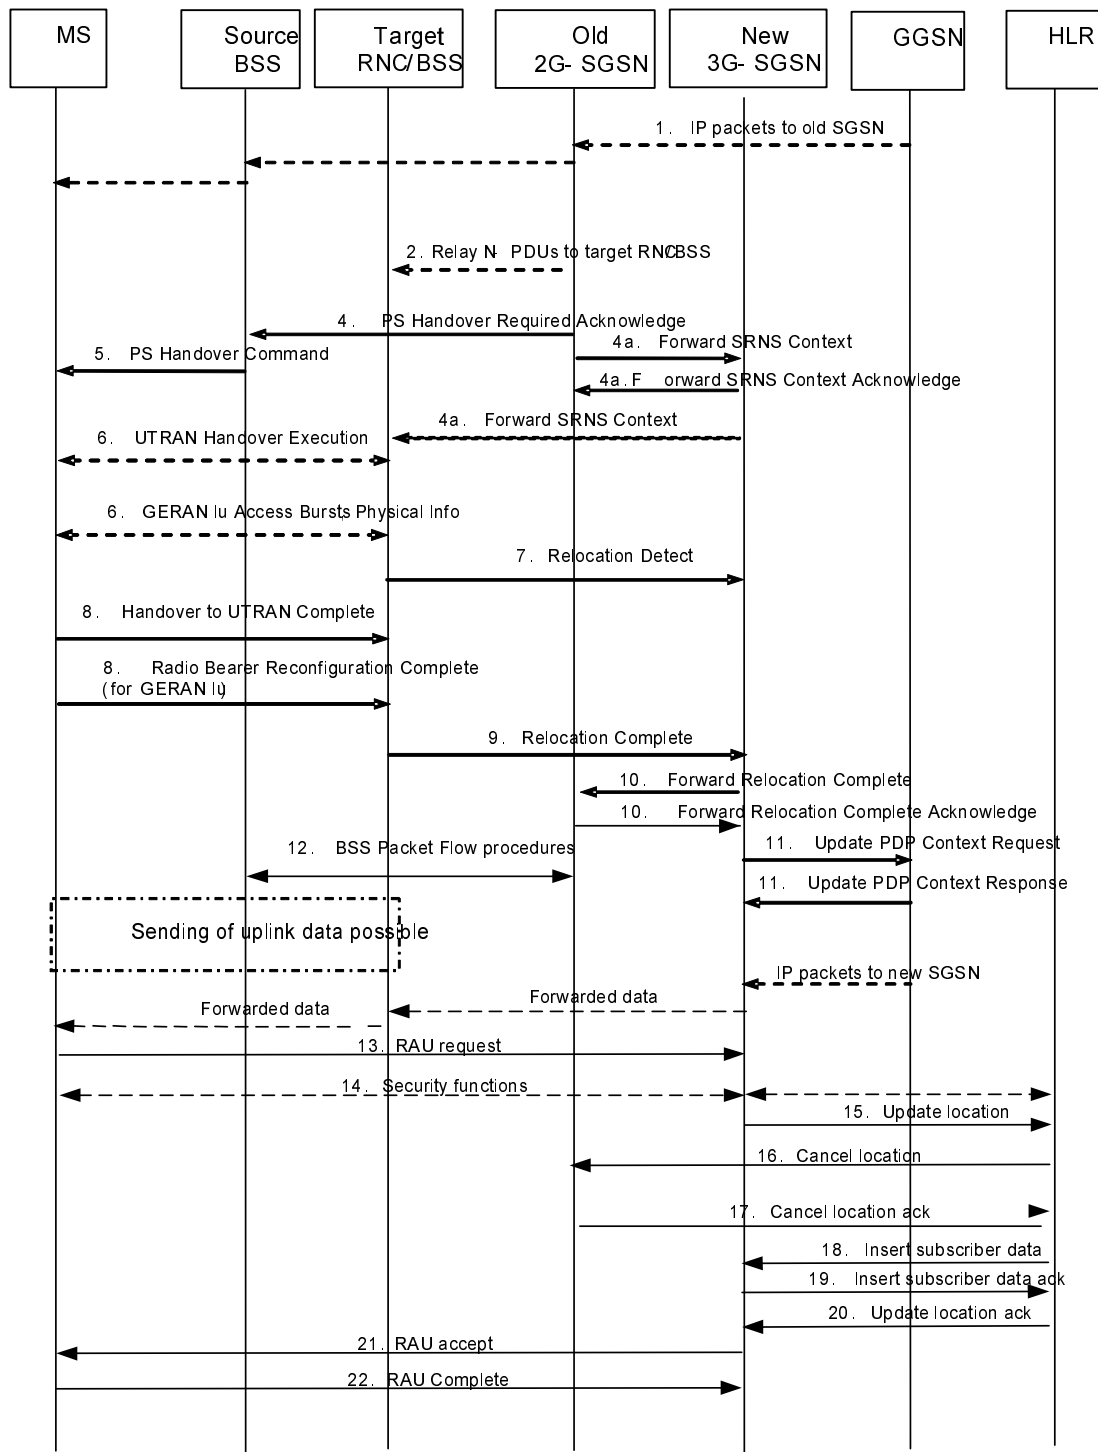 MS
Source
BSS
Target
RNC/BSS
Old
2G- SGSN
New
3G- SGSN
GGSN
HLR
1. IP packets to old SGSN
2. Relay N- PDUs to target RNC/BSS
4. PS Handover Required Acknowledge
4a. Forward SRNS Context
5. PS Handover Command
4a. F orward SRNS Context Acknowledge
4a. Forward SRNS Context
6. UTRAN Handover Execution
6. GERAN Iu Access Bursts, Physical Info
7. Relocation Detect
8. Handover to UTRAN Complete
8. Radio Bearer Reconfiguration Complete
(for GERAN Iu)
9. Relocation Complete
10. Forward Relocation Complete
10. Forward Relocation Complete Acknowledge
11. Update PDP Context Request
12. BSS Packet Flow procedures
11. Update PDP Context Response
Sending of uplink data possible
IP packets to new SGSN
Forwarded data
Forwarded data
13. RAU request
14. Security functions
15. Update location
16. Cancel location
17. Cancel location ack
18. Insert subscriber data
19. Insert subscriber data ack
20. Update location ack
21. RAU accept
22. RAU Complete